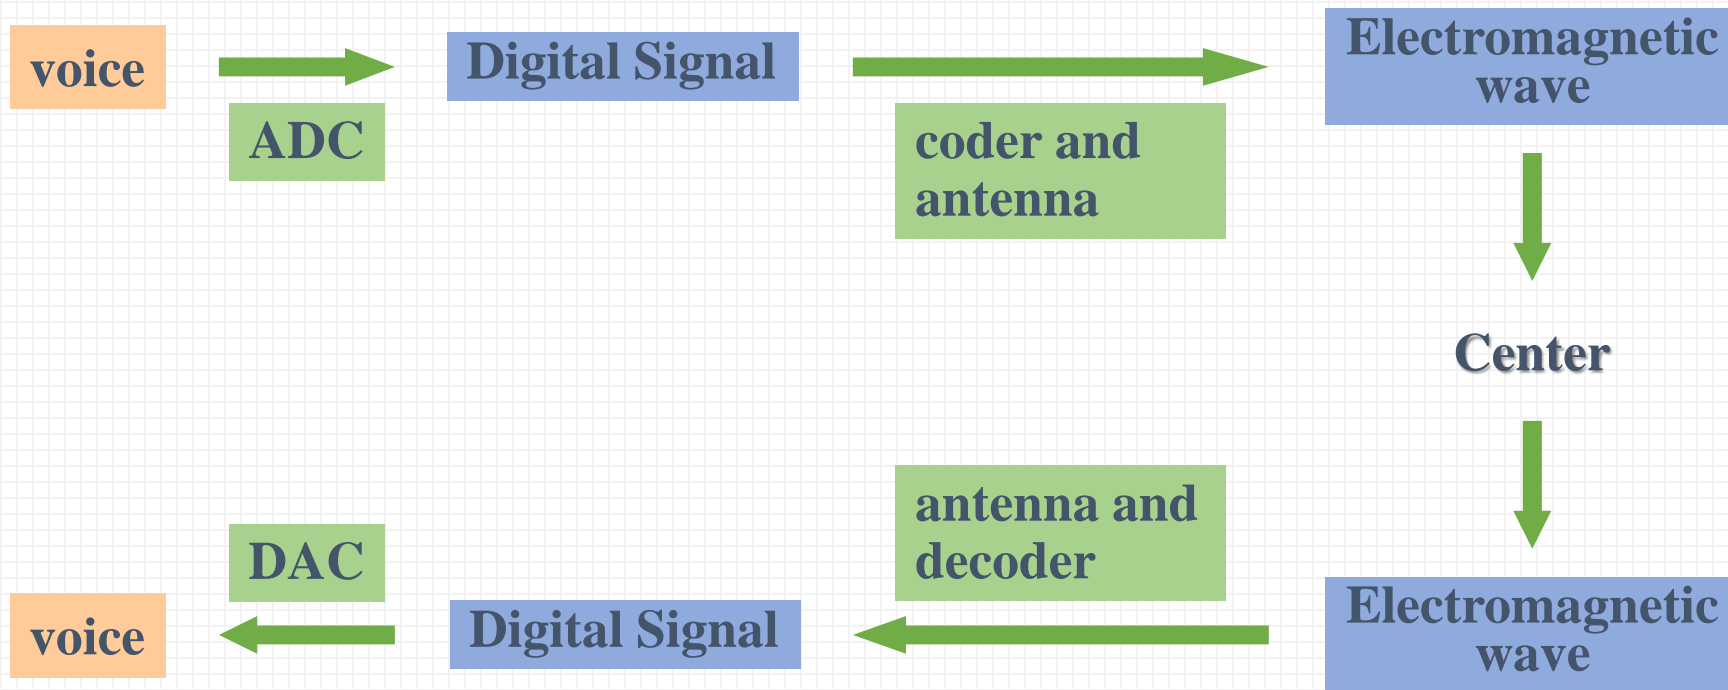 voice
Digital Signal
Electromagnetic
wave
ADC
coder and
antenna
Center
antenna and
decoder
DAC
voice
Digital Signal
Electromagnetic
wave